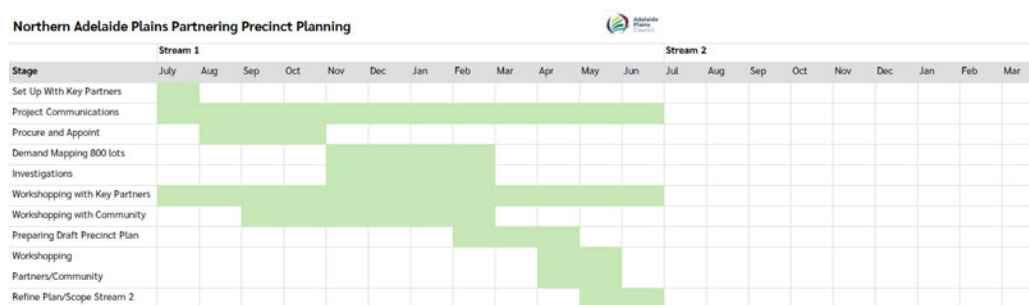 Northern Adelaide Plains Partnering Precinct Planning
Adelaide
Plains
Council
Stream 1 Stream 2
Stage July Aug Sep Oct Nov Dec Jan Feb Mar Apr May Jun Jul Aug Sep Oct Nov Dec Jan Feb Mar
Set Up With Key Partners
Project Communications
Procure and Appoint
Demand Mapping 800 lots
Investigations
Workshopping with Key Partners
Workshopping with Community
Preparing Draft Precinct Plan
Workshopping
Partners/Community
Refine Plan/Scope Stream 2